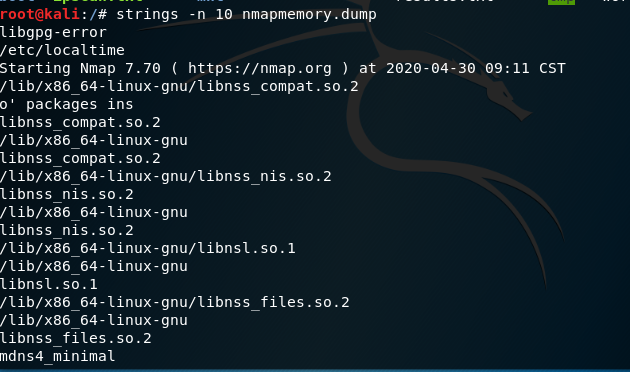 root@kali:/# strings -n 10 nmapmemory.dump
libgpg-error
/etc/localtime
Starting Nmap 7.70 ( https://nmap.org ) at 2020-04-30 09:11 CST
/lib/x86_64-linux-gnu/libnss_compat.so.2
o' packages ins
libnss_compat.so.2
/lib/x86_64-linux-gnu
libnss_compat.so.2
/lib/x86_64-linux-gnu/libnss_nis.so.2
libnss_nis.so.2
/lib/x86_64-linux-gnu
libnss_nis.so.2
/lib/x86_64-linux-gnu/libnsl.so.1
/lib/x86_64-linux-gnu
libnsl.so.1
/lib/x86_64-linux-gnu/libnss_files.so.2
/lib/x86_64-linux-gnu
libnss_files.so.2
mdns4_minimal